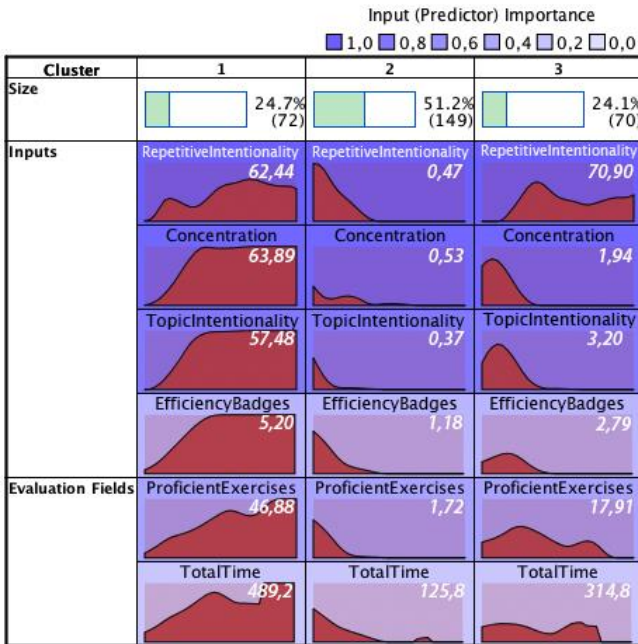 Input (Predictor) Importance
1,0 0,8 0,6 0,4 0,2 0,0
Cluster 1 2 3
Size
24.7% 51.2% 24.1%
(72) (149) (70)
Inputs
RepetitiveIntentionality RepetitiveIntentionality RepetitiveIntentionality
62,44 0,47 70,90
Concentration Concentration Concentration
63,89 0,53 1,94
TopicIntentionality TopicIntentionality TopicIntentionality
57,48 0,37 3,20
EfficiencyBadges EfficiencyBadges EfficiencyBadges
5,20 1,18 2,79
Evaluation Fields ProficientExercises ProficientExercises ProficientExercises
46,88 1,72 17,91
TotalTime TotalTime TotalTime
489,2 125,8 314,8